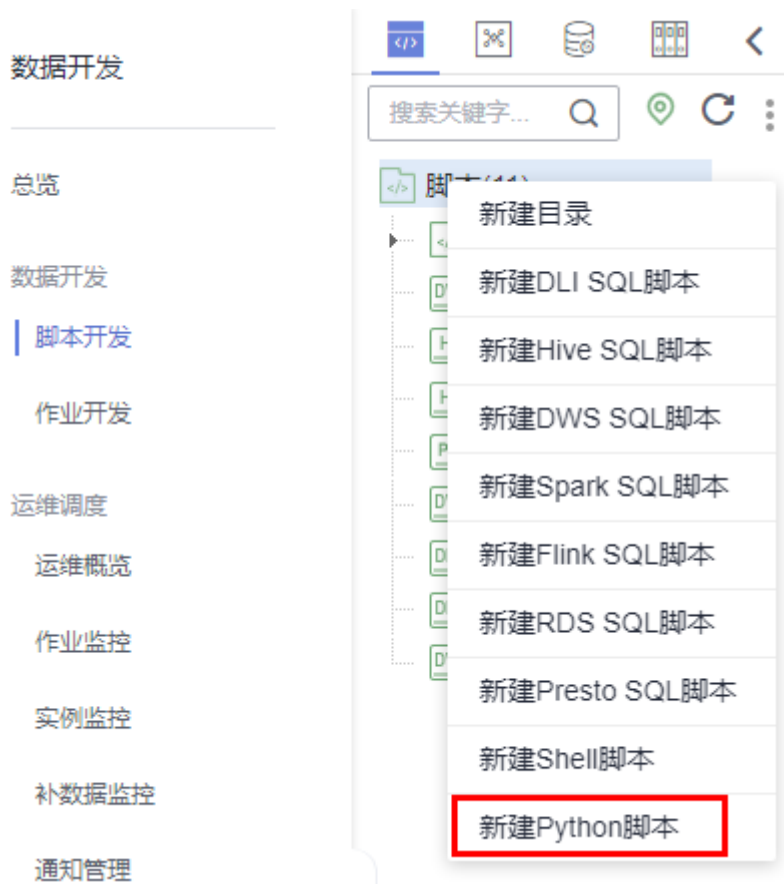 数据开发
总览
数据开发
脚本开发
作业开发
运维调度
运维概览
作业监控
实例监控
补数据监控
通知管理
搜索关键字...
脚本(11)
新建目录
新建DLI SQL脚本
新建Hive SQL脚本
新建DWS SQL脚本
新建Spark SQL脚本
新建Flink SQL脚本
新建RDS SQL脚本
新建Presto SQL脚本
新建Shell脚本
新建Python脚本